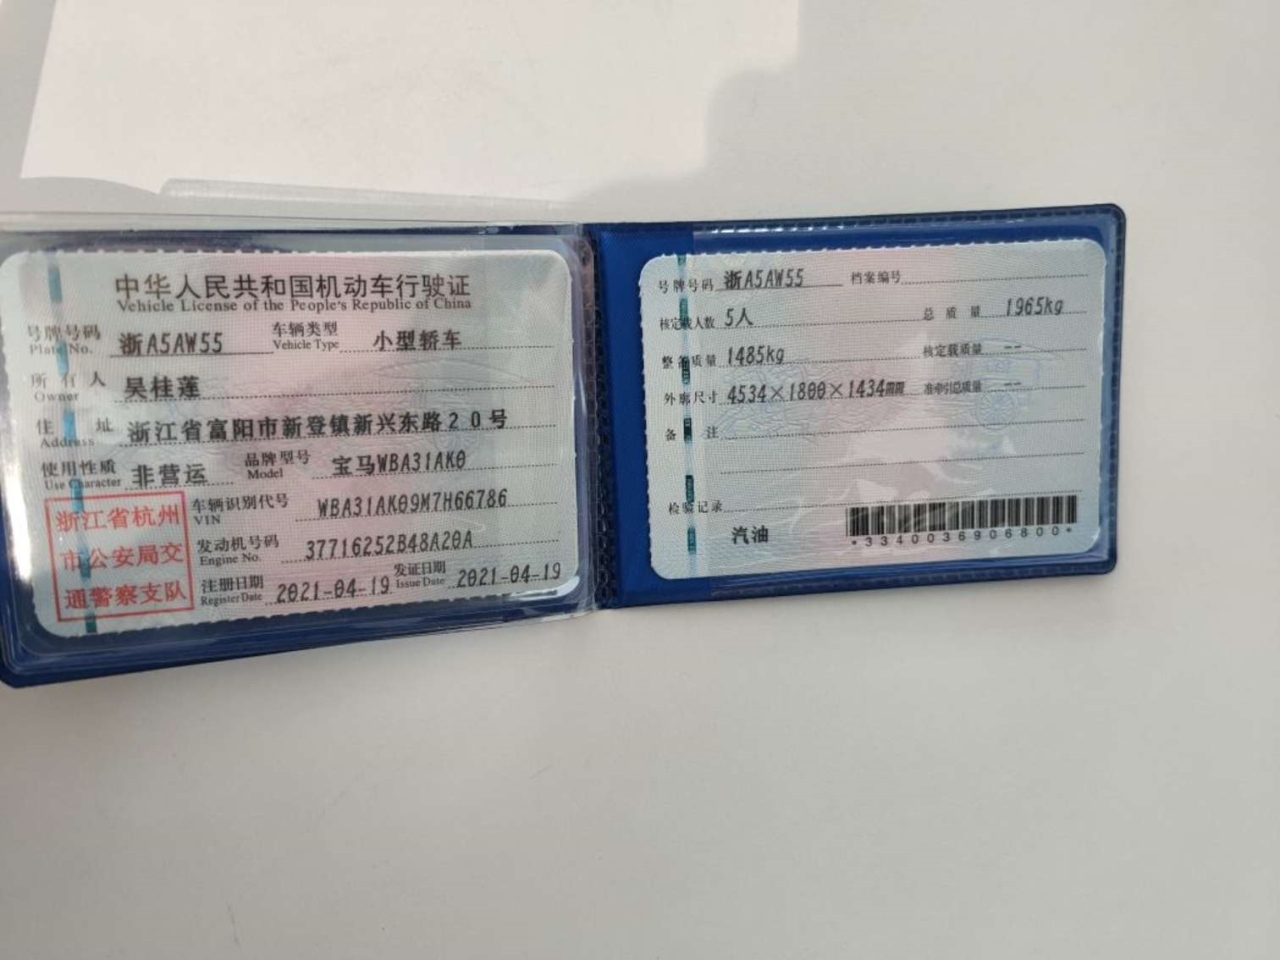 中华人民共和国机动车行驶证
Vehicle License of the People's Republic of China
号牌号码 浙A5AW55 车辆类型 小型轿车
Plate No. Vehicle Type
所有人 吴桂莲
Owner
住址 浙江省富阳市新登镇新兴东路20号
Address
使用性质 非营运 品牌型号 宝马WBA31AK0
Use Character Model
浙江省杭州
市公安局交
通警察支队
车辆识别代号 WBA31AK09M7H66786
VIN
发动机号码 37716252B48A20A
Engine No.
注册日期 2021-04-19 发证日期 2021-04-19
Register Date Issue Date
号牌号码 浙A5AW55 档案编号
核定载人数 5人 总质量 1965kg
整备质量 1485kg 核定载质量 --
外廓尺寸 4534×1800×1434mm 准牵引总质量 --
备注
检验记录
汽油
*3340036906800*